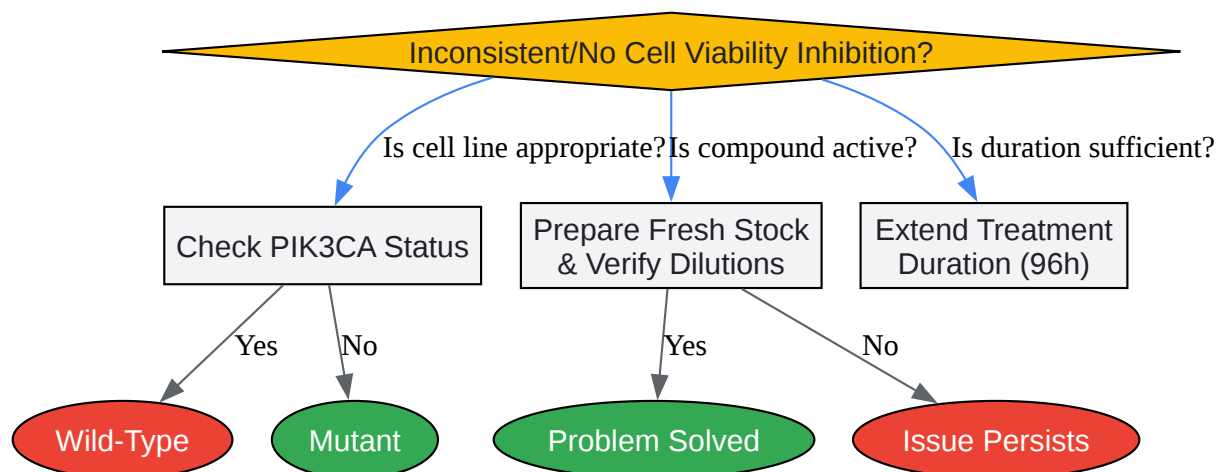 Inconsistent/No Cell Viability Inhibition?
Is cell line appropriate?
Is compound active?
Is duration sufficient?
Check PIK3CA Status
Prepare Fresh Stock
& Verify Dilutions
Extend Treatment
Duration (96h)
Yes
No
Yes
No
Wild-Type
Mutant
Problem Solved
Issue Persists